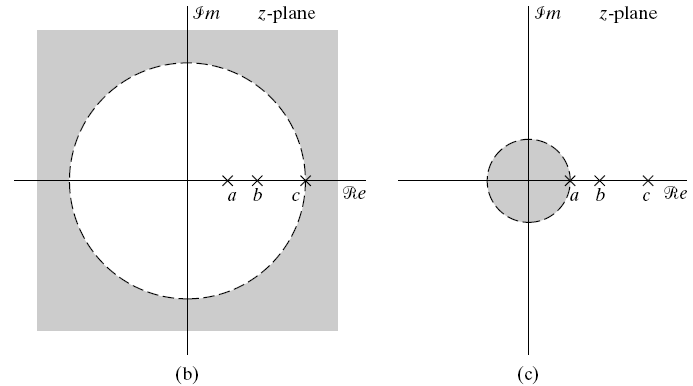 ℐm z-plane
a b c ℛe
(b)
ℐm z-plane
a b c ℛe
(c)